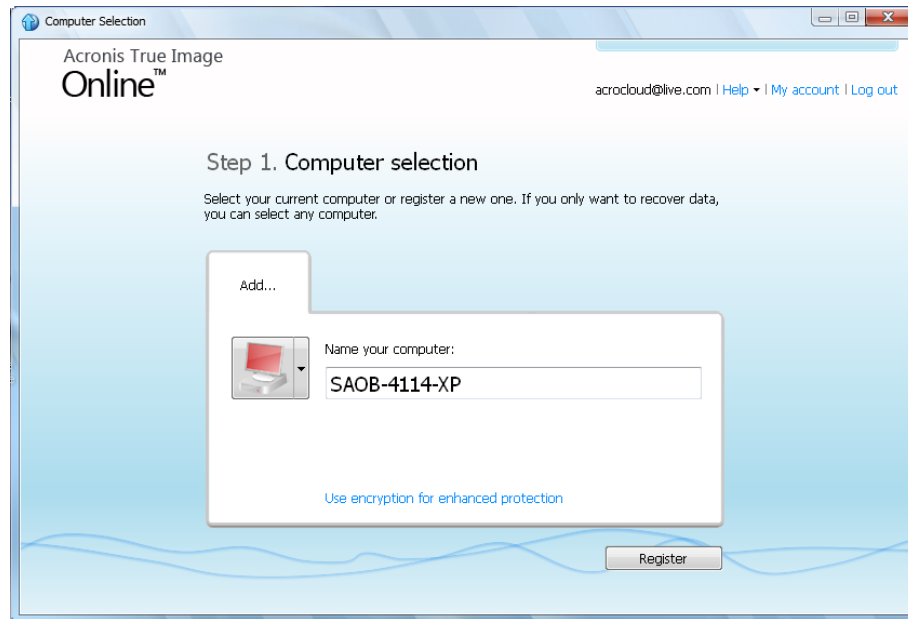 Computer Selection
Acronis True Image
Online™
acrocloud@live.com | Help | My account | Log out
Step 1. Computer selection
Select your current computer or register a new one. If you only want to recover data,
you can select any computer.
Add...
Name your computer:
SAOB-4114-XP
Use encryption for enhanced protection
Register